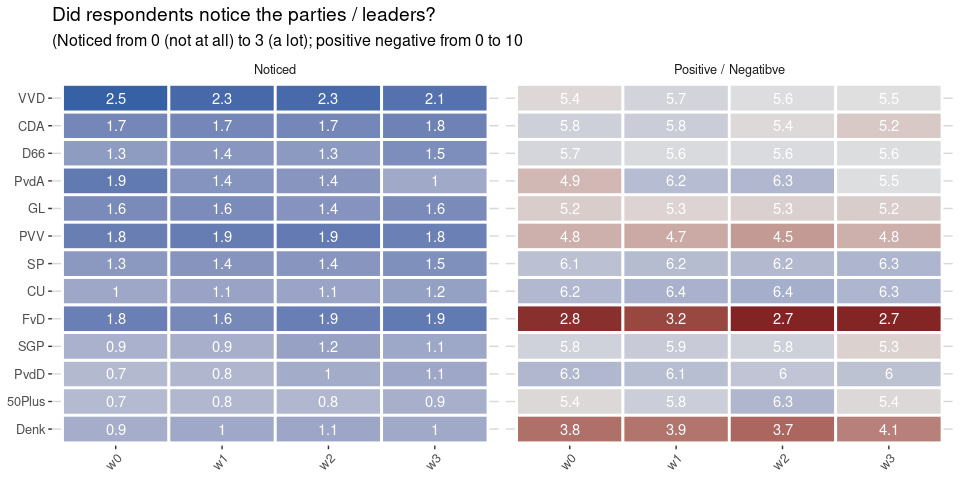 Did respondents notice the parties / leaders?
(Noticed from 0 (not at all) to 3 (a lot); positive negative from 0 to 10
Noticed Positive / Negatibve
VVD 2.5 2.3 2.3 2.1 5.4 5.7 5.6 5.5
CDA 1.7 1.7 1.7 1.8 5.8 5.8 5.4 5.2
D66 1.3 1.4 1.3 1.5 5.7 5.6 5.6 5.6
PvdA 1.9 1.4 1.4 1 4.9 6.2 6.3 5.5
GL 1.6 1.6 1.4 1.6 5.2 5.3 5.3 5.2
PVV 1.8 1.9 1.9 1.8 4.8 4.7 4.5 4.8
SP 1.3 1.4 1.4 1.5 6.1 6.2 6.2 6.3
CU 1 1.1 1.1 1.2 6.2 6.4 6.4 6.3
FvD 1.8 1.6 1.9 1.9 2.8 3.2 2.7 2.7
SGP 0.9 0.9 1.2 1.1 5.8 5.9 5.8 5.3
PvdD 0.7 0.8 1 1.1 6.3 6.1 6 6
50Plus 0.7 0.8 0.8 0.9 5.4 5.8 6.3 5.4
Denk 0.9 1 1.1 1 3.8 3.9 3.7 4.1
w0 w1 w2 w3 w0 w1 w2 w3